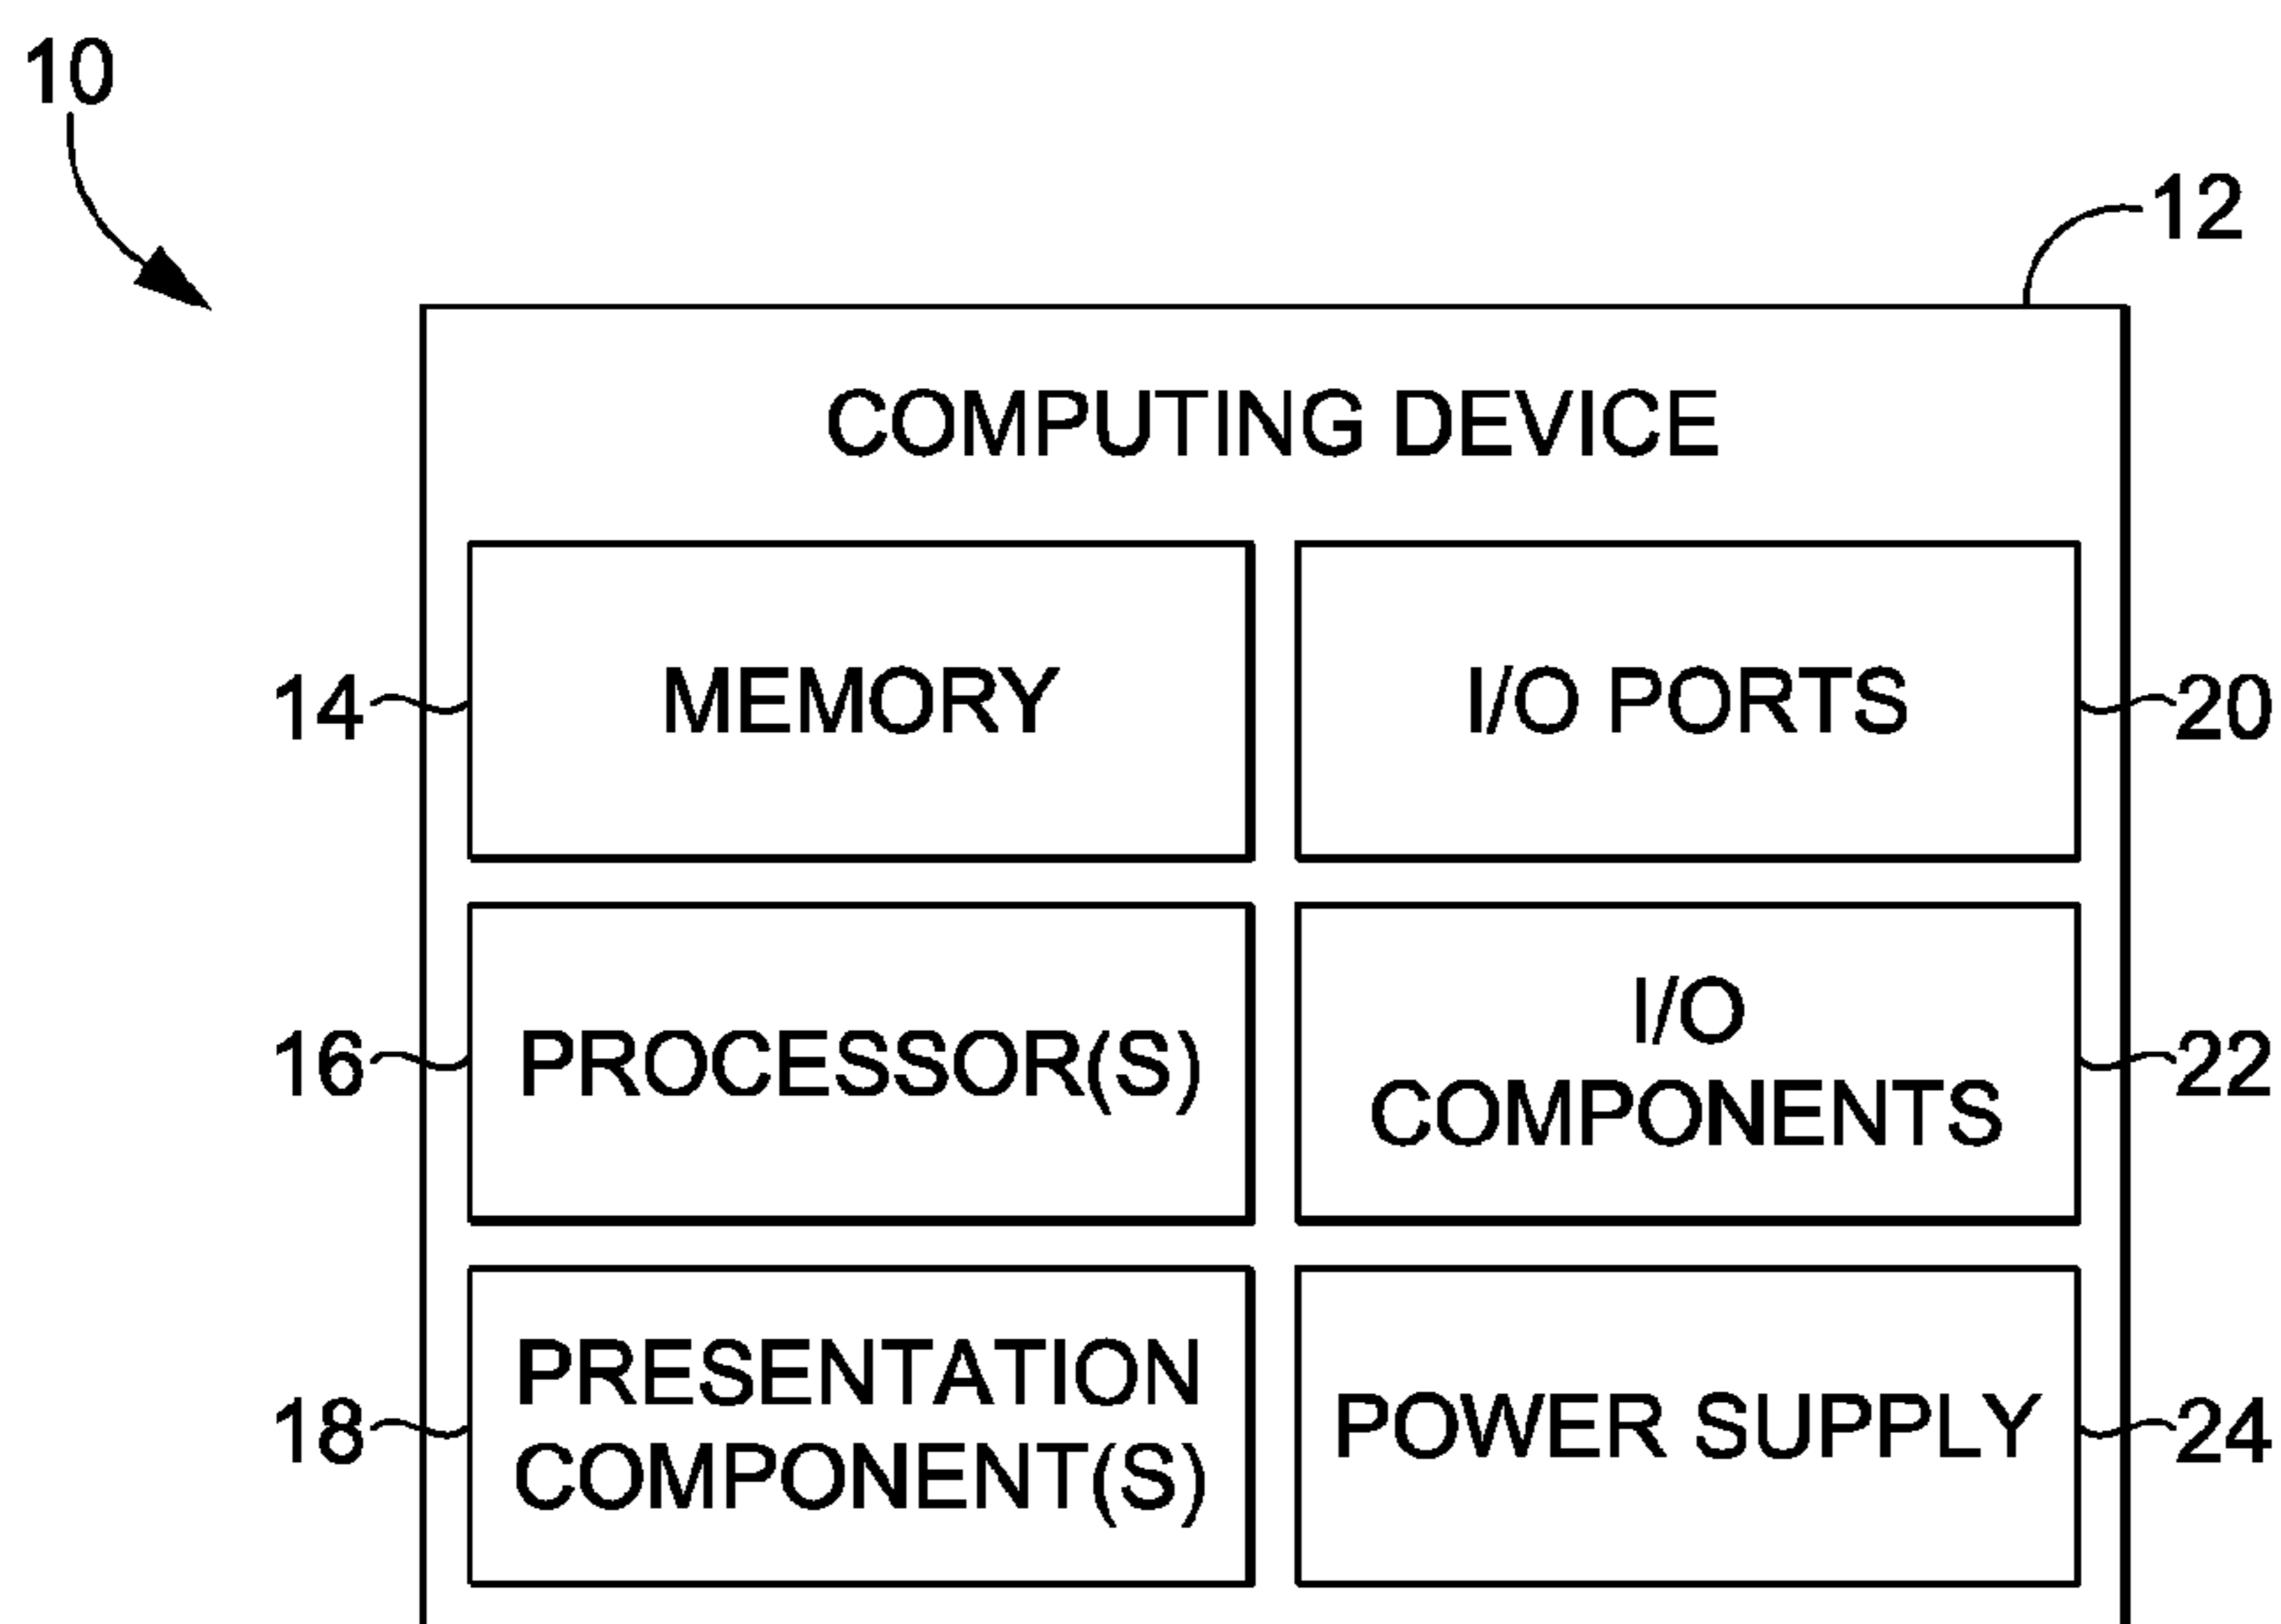 10
12
COMPUTING DEVICE
14
MEMORY
I/O PORTS
20
16
PROCESSOR(S)
I/O
COMPONENTS
22
18
PRESENTATION
COMPONENT(S)
POWER SUPPLY
24